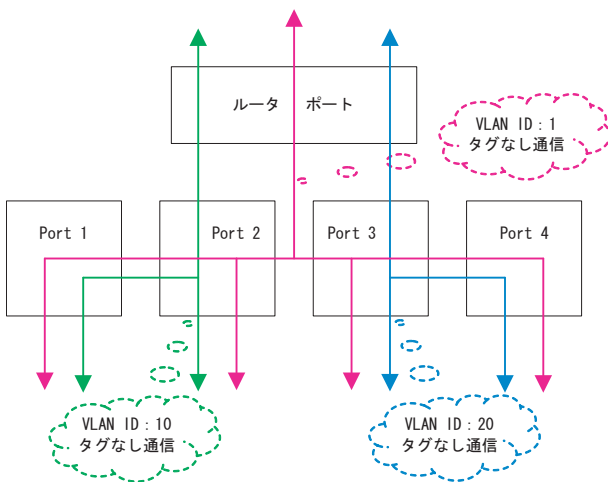 ルータ ポート
VLAN ID：1
タグなし通信
Port 1
Port 2
Port 3
Port 4
VLAN ID：10
タグなし通信
VLAN ID：20
タグなし通信